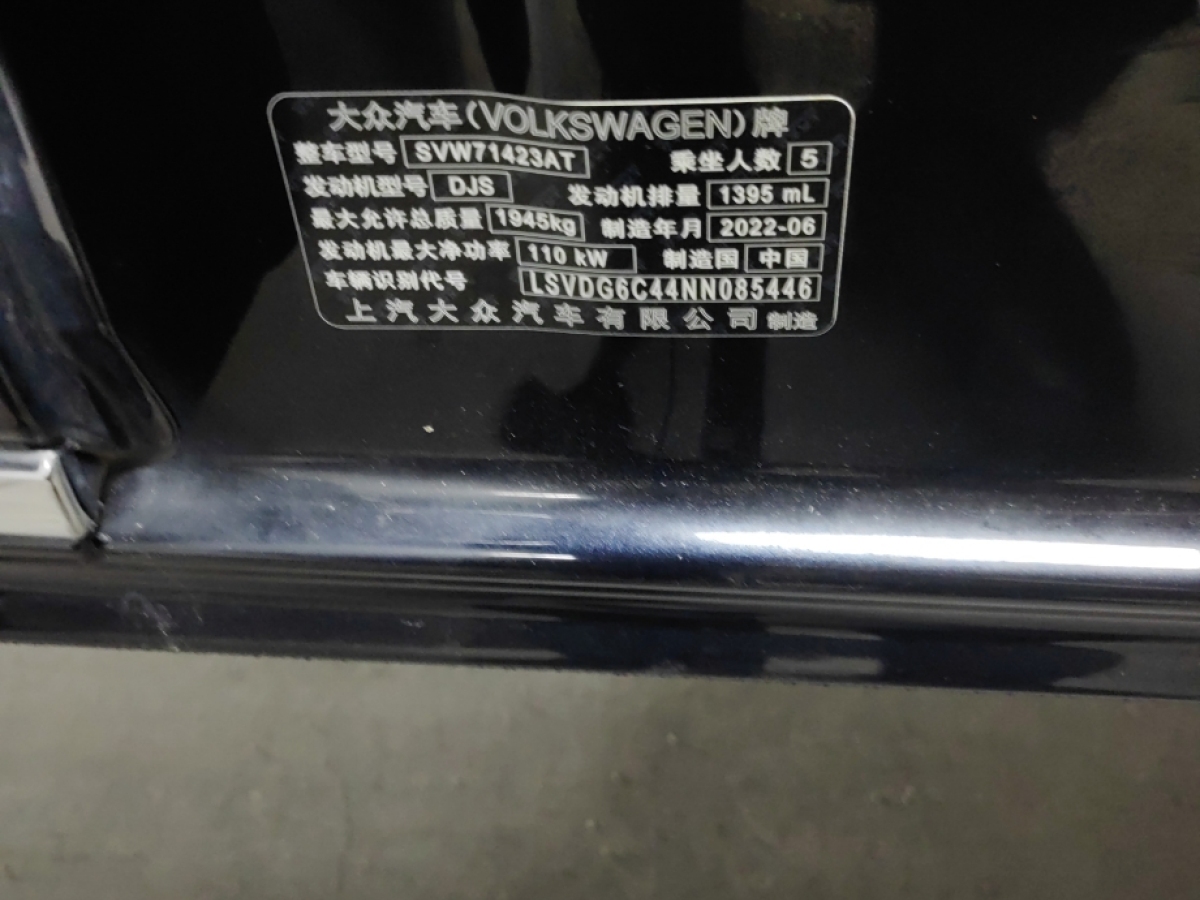 大众汽车(VOLKSWAGEN)牌
整车型号 SVW71423AT 乘坐人数 5
发动机型号 DJS 发动机排量 1395 mL
最大允许总质量 1945kg 制造年月 2022-06
发动机最大净功率 110 kW 制造国 中国
车辆识别代号 LSVDG6C44NN085446
上汽大众汽车有限公司 制造